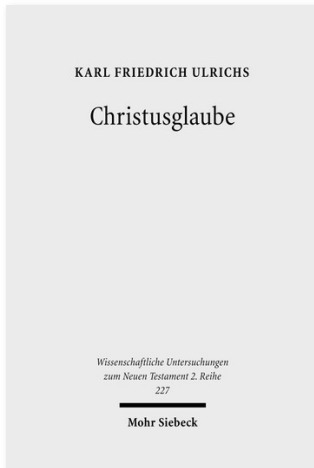 KARL FRIEDRICH ULRICHS
Christusglaube
Wissenschaftliche Untersuchungen
zum Neuen Testament 2. Reihe
227
Mohr Siebeck